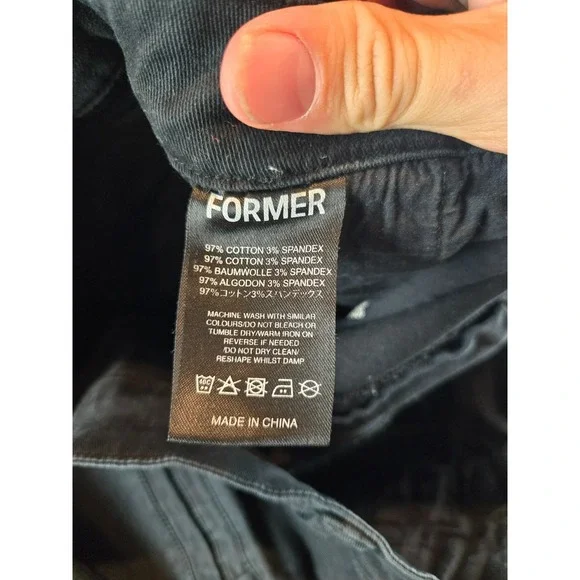 FORMER
97% COTTON 3% SPANDEX
97% COTTON 3% SPANDEX
97% BAUMWOLLE 3% SPANDEX
97% ALGODON 3% SPANDEX
97%コットン3%スパンデックス
MACHINE WASH WITH SIMILAR
COLOURS/DO NOT BLEACH OR
TUMBLE DRY/WARM IRON ON
REVERSE IF NEEDED
/DO NOT DRY CLEAN/
RESHAPE WHILST DAMP
40C
MADE IN CHINA